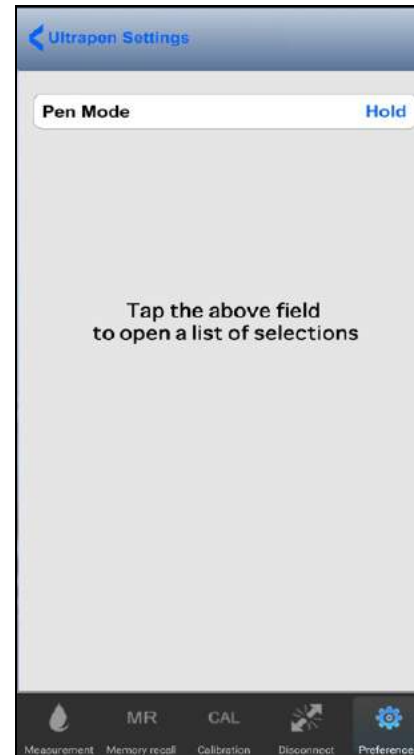 Ultrapen Settings
Pen Mode Hold
Tap the above field
to open a list of selections
MR CAL
Measurement Memory recall Calibration Disconnect Preference